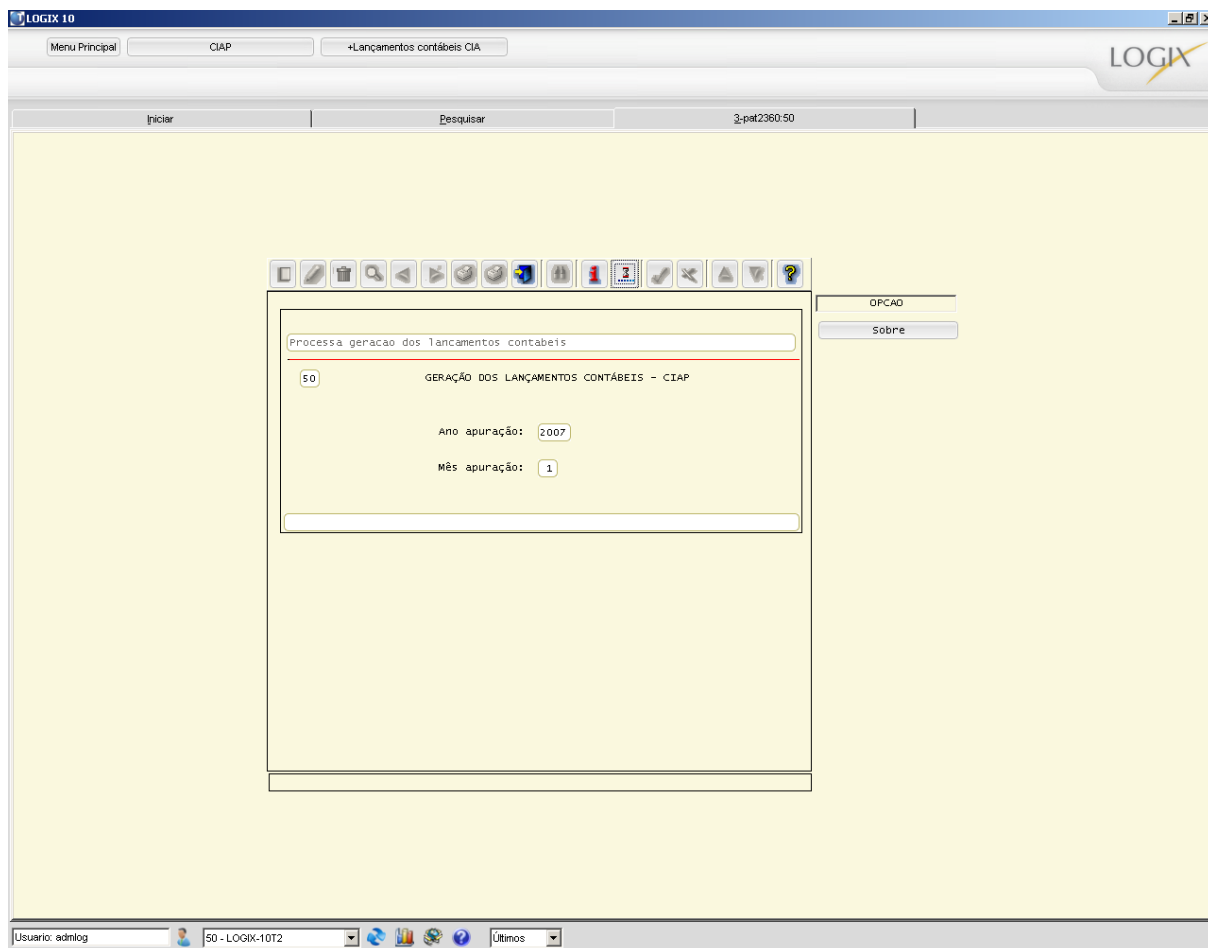 LOGIX 10
Menu Principal CIAP +Lançamentos contábeis CIA
LOGIX
Iniciar Pesquisar 3-pat2360:50
OPCAO
Sobre
Processa geracao dos lancamentos contabeis
50 GERAÇÃO DOS LANÇAMENTOS CONTÁBEIS - CIAP
Ano apuração: 2007
Mês apuração: 1
Usuario: admlog 50 - LOGIX-10T2 Últimos